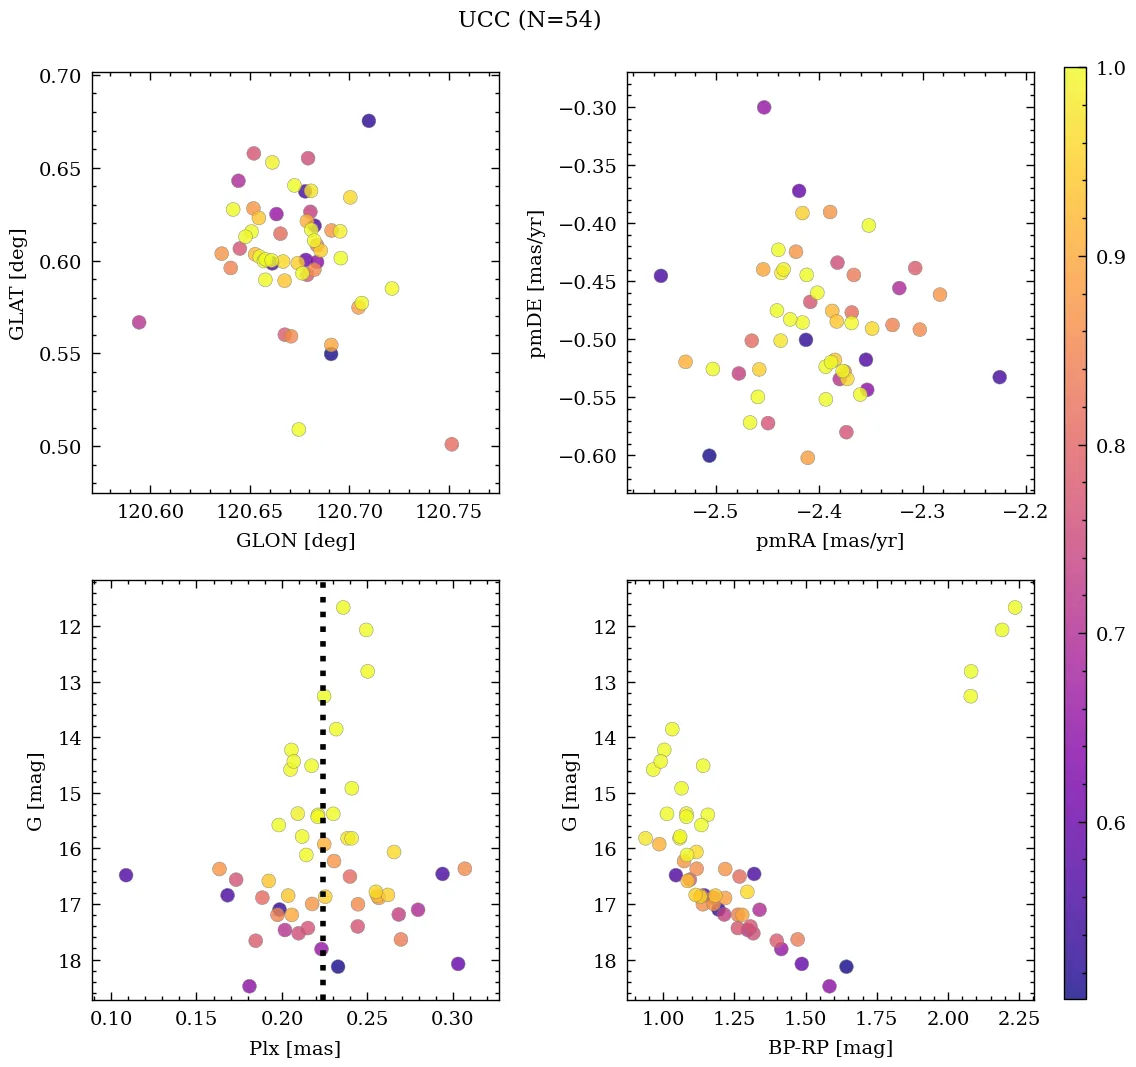 UCC (N=54)
0.70
0.65
0.60
0.55
0.50
GLAT [deg]
120.60 120.65 120.70 120.75
GLON [deg]
−0.30
−0.35
−0.40
−0.45
−0.50
−0.55
−0.60
pmDE [mas/yr]
−2.5 −2.4 −2.3 −2.2
pmRA [mas/yr]
12
13
14
15
16
17
18
G [mag]
0.10 0.15 0.20 0.25 0.30
Plx [mas]
12
13
14
15
16
17
18
G [mag]
1.00 1.25 1.50 1.75 2.00 2.25
BP-RP [mag]
1.0
0.9
0.8
0.7
0.6